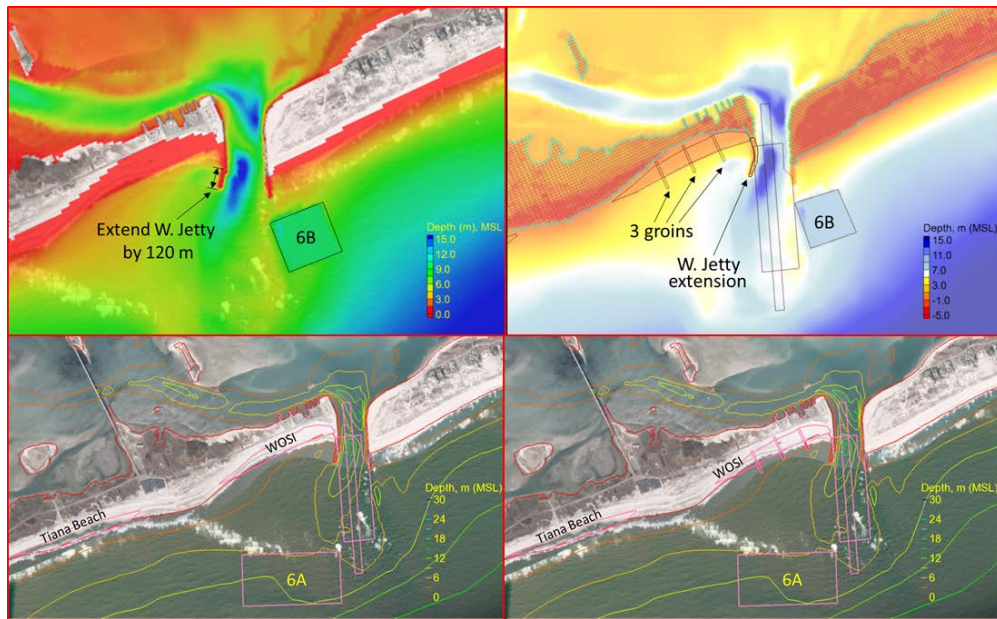 Extend W. Jetty
by 120 m
6B
Depth (m), MSL
15.0
12.0
9.0
6.0
3.0
0.0
3 groins
W. Jetty
extension
6B
Depth, m (MSL)
15.0
11.0
7.0
3.0
-1.0
-5.0
WOSI
Tiana Beach
6A
Depth, m (MSL)
30
24
18
12
6
0
WOSI
Tiana Beach
6A
Depth, m (MSL)
30
24
18
12
6
0